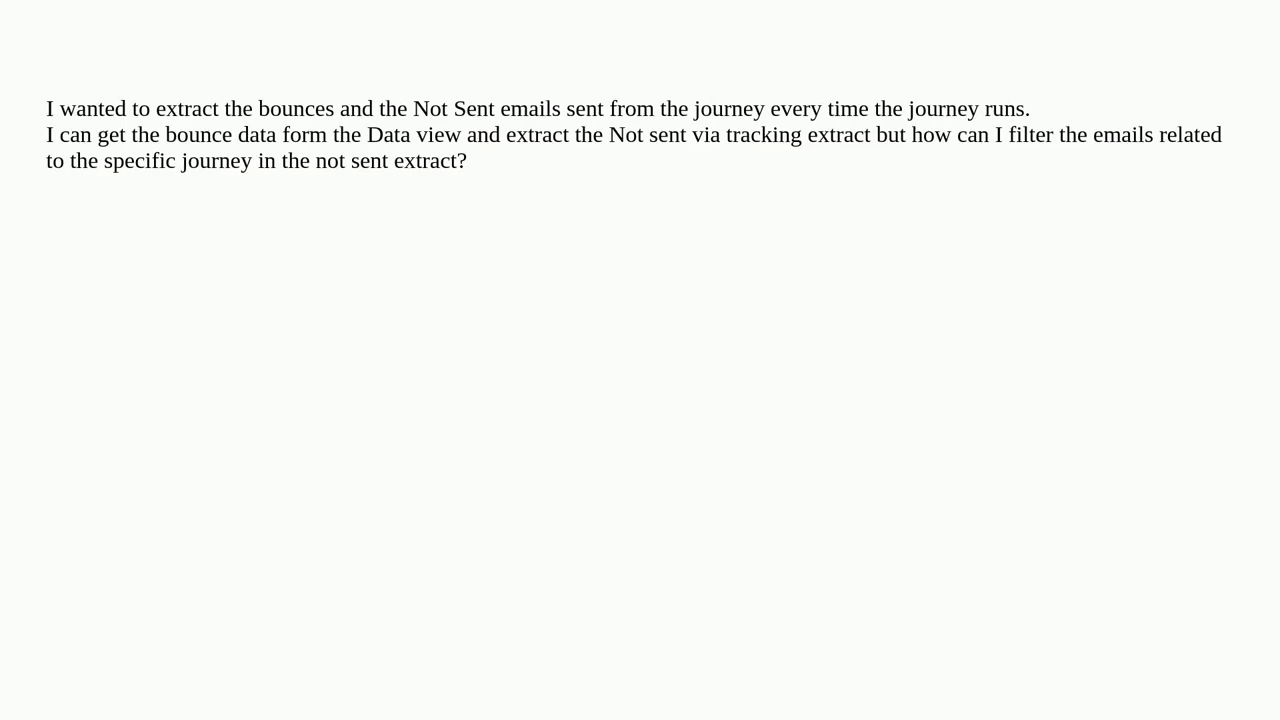 I wanted to extract the bounces and the Not Sent emails sent from the journey every time the journey runs.
I can get the bounce data form the Data view and extract the Not sent via tracking extract but how can I filter the emails related
to the specific journey in the not sent extract?